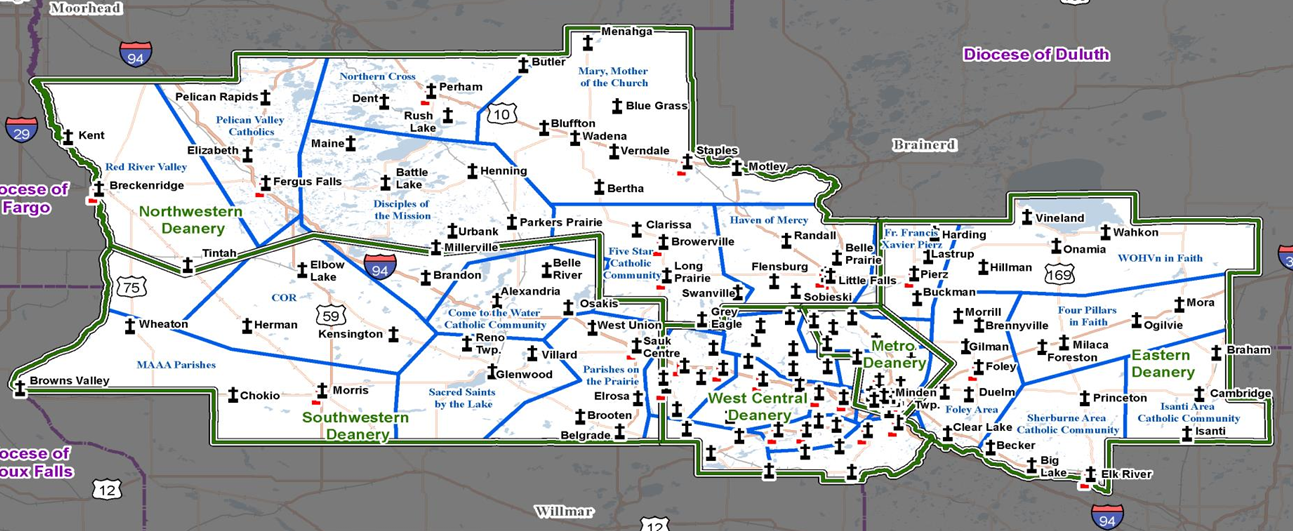 Moorhead
94
Menahga
Butler
Diocese of Duluth
Northern Cross
Mary, Mother
of the Church
Pelican Rapids
Dent
Perham
Rush
Lake
10
Blue Grass
29
Kent
Pelican Valley
Catholics
Bluffton
Wadena
Brainerd
Elizabeth
Maine
Verndale
Staples
Motley
Red River Valley
Breckenridge
Fergus Falls
Battle
Lake
Henning
Bertha
ocese of
Fargo
Northwestern
Deanery
Disciples of
the Mission
Parkers Prairie
Clarissa
Haven of Mercy
Vineland
Wahkon
Urbank
Millerville
Browerville
Randall
Belle
Prairie
Fr. Francis
Xavier Pierz
Harding
Lastrup
Onamia
WOHVn in Faith
Tintah
Elbow
Lake
94
Brandon
Belle
River
Five Star
Catholic
Community
Long
Prairie
Flensburg
Little Falls
Pierz
Hillman
169
75
COR
Alexandria
Osakis
Swanville
Sobieski
Buckman
Mora
Wheaton
Herman
59
Kensington
Come to the Water
Catholic Community
West Union
Grey
Eagle
Morrill
Brennyville
Four Pillars
in Faith
Ogilvie
Reno
Twp.
Villard
Sauk
Centre
Metro
Deanery
Gilman
Milaca
Foreston
Eastern
Deanery
Braham
MAAA Parishes
Glenwood
Parishes on
the Prairie
Foley
Browns Valley
Chokio
Morris
Sacred Saints
by the Lake
Elrosa
West Central
Deanery
Minden
Twp.
Duelm
Princeton
Cambridge
Southwestern
Deanery
Brooten
Belgrade
Foley Area
Clear Lake
Sherburne Area
Catholic Community
Isanti Area
Catholic Community
Isanti
Becker
ocese of
oux Falls
Big
Lake
Elk River
12
Willmar
12
94